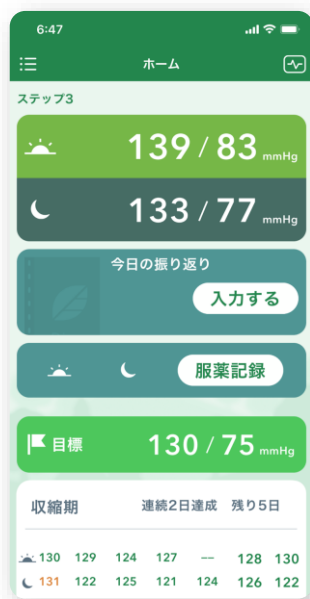 6:47
ホーム
ステップ3
139 / 83 mmHg
133 / 77 mmHg
今日の振り返り
入力する
服薬記録
目標 130 / 75 mmHg
収縮期 連続2日達成 残り5日
130 129 124 127 -- 128 130
131 122 125 121 124 126 122